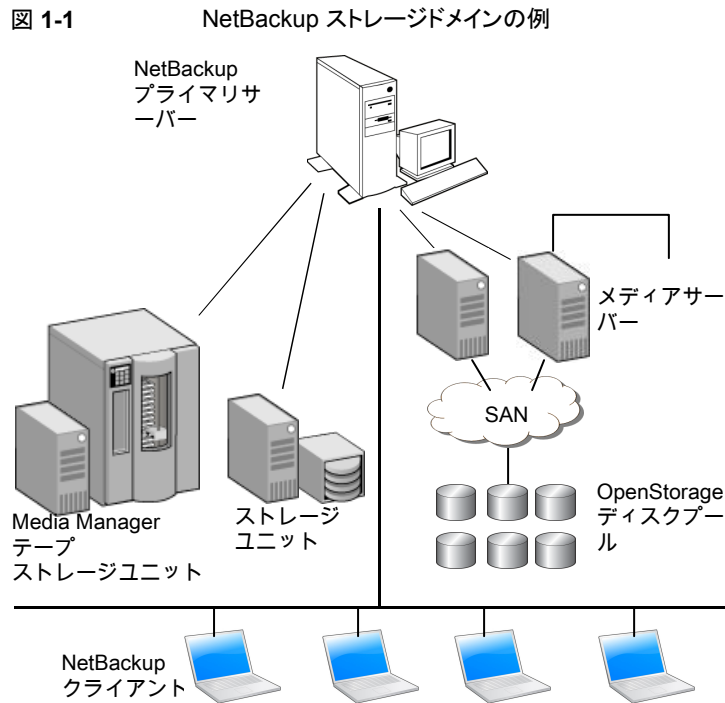 図 1-1 NetBackup ストレージドメインの例
NetBackup
プライマリサ
ーバー
メディアサー
バー
SAN
OpenStorage
ディスクプー
ル
Media Manager
テープ
ストレージユニット
ストレージ
ユニット
NetBackup
クライアント